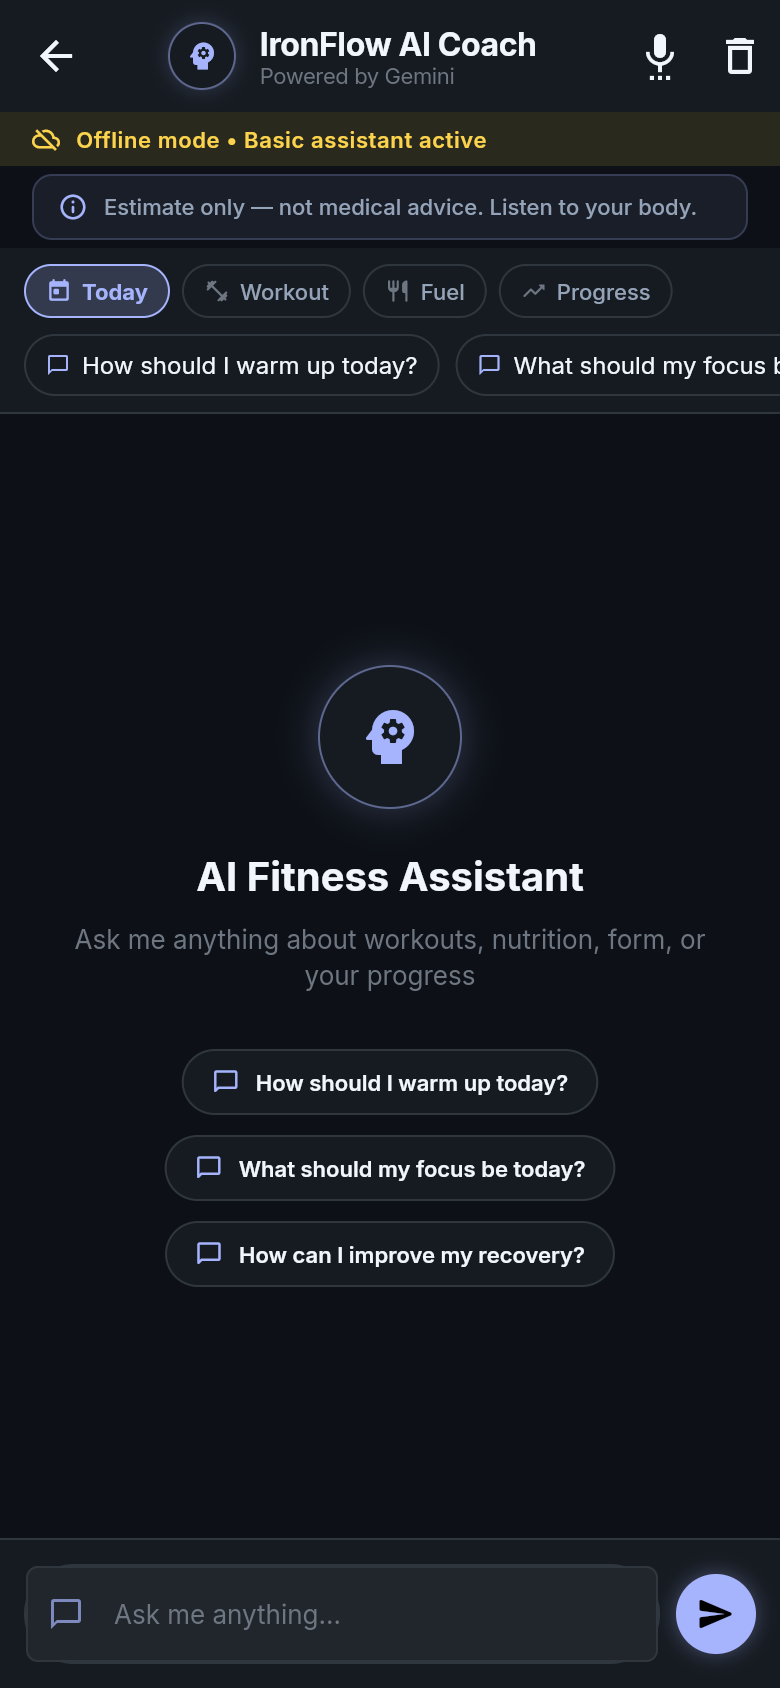 IronFlow AI Coach
Powered by Gemini
Offline mode • Basic assistant active
Estimate only — not medical advice. Listen to your body.
Today Workout Fuel Progress
How should I warm up today? What should my focus
AI Fitness Assistant
Ask me anything about workouts, nutrition, form, or
your progress
How should I warm up today?
What should my focus be today?
How can I improve my recovery?
Ask me anything...